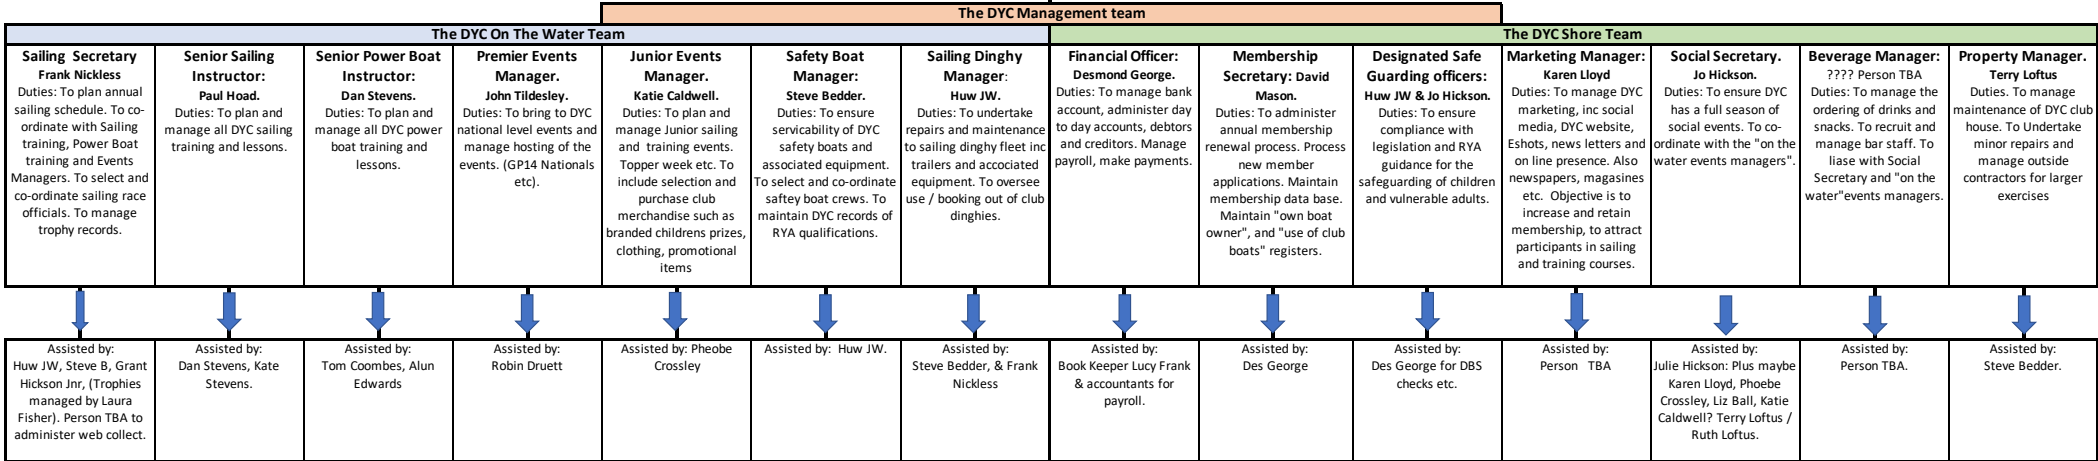 The DYC Management team
The DYC On The Water Team
The DYC Shore Team
Sailing Secretary
Frank Nickless
Duties: To plan annual
sailing schedule. To co-
ordinate with Sailing
training, Power Boat
training and Events
Managers. To select and
co-ordinate sailing race
officials. To manage
trophy records.
Senior Sailing
Instructor:
Paul Hoad.
Duties: To plan and
manage all DYC sailing
training and lessons.
Senior Power Boat
Instructor:
Dan Stevens.
Duties: To plan and
manage all DYC power
boat training and
lessons.
Premier Events
Manager.
John Tildesley.
Duties: To bring to DYC
national level events and
manage hosting of the
events. (GP14 Nationals
etc).
Junior Events
Manager.
Katie Caldwell.
Duties: To plan and
manage Junior sailing
and training events.
Topper week etc. To
include selection and
purchase club
merchandise such as
branded childrens prizes,
clothing, promotional
items
Safety Boat
Manager:
Steve Bedder.
Duties: To ensure
servicability of DYC
safety boats and
associated equipment.
To select and co-ordinate
saftey boat crews. To
maintain DYC records of
RYA qualifications.
Sailing Dinghy
Manager:
Huw JW.
Duties: To undertake
repairs and maintenance
to sailing dinghy fleet inc
trailers and accociated
equipment. To oversee
use / booking out of club
dinghies.
Financial Officer:
Desmond George.
Duties: To manage bank
account, administer day
to day accounts, debtors
and creditors. Manage
payroll, make payments.
Membership
Secretary: David
Mason.
Duties: To administer
annual membership
renewal process. Process
new member
applications. Maintain
membership data base.
Maintain "own boat
owner", and "use of club
boats" registers.
Designated Safe
Guarding officers:
Huw JW & Jo Hickson.
Duties: To ensure
compliance with
legislation and RYA
guidance for the
safeguarding of children
and vulnerable adults.
Marketing Manager:
Karen Lloyd
Duties: To manage DYC
marketing, inc social
media, DYC website,
Eshots, news letters and
on line presence. Also
newspapers, magasines
etc. Objective is to
increase and retain
membership, to attract
participants in sailing
and training courses.
Social Secretary.
Jo Hickson.
Duties: To ensure DYC
has a full season of
social events. To co-
ordinate with the "on the
water events managers".
Beverage Manager:
???? Person TBA
Duties: To manage the
ordering of drinks and
snacks. To recruit and
manage bar staff. To
liase with Social
Secretary and "on the
water"events managers.
Property Manager.
Terry Loftus
Duties. To manage
maintenance of DYC club
house. To Undertake
minor repairs and
manage outside
contractors for larger
exercises
Assisted by:
Huw JW, Steve B, Grant
Hickson Jnr, (Trophies
managed by Laura
Fisher). Person TBA to
administer web collect.
Assisted by:
Dan Stevens, Kate
Stevens.
Assisted by:
Tom Coombes, Alun
Edwards
Assisted by:
Robin Druett
Assisted by: Pheobe
Crossley
Assisted by: Huw JW.
Assisted by:
Steve Bedder, & Frank
Nickless
Assisted by:
Book Keeper Lucy Frank
& accountants for
payroll.
Assisted by:
Des George
Assisted by:
Des George for DBS
checks etc.
Assisted by:
Person TBA
Assisted by:
Julie Hickson: Plus maybe
Karen Lloyd, Phoebe
Crossley, Liz Ball, Katie
Caldwell? Terry Loftus /
Ruth Loftus.
Assisted by:
Person TBA.
Assisted by:
Steve Bedder.